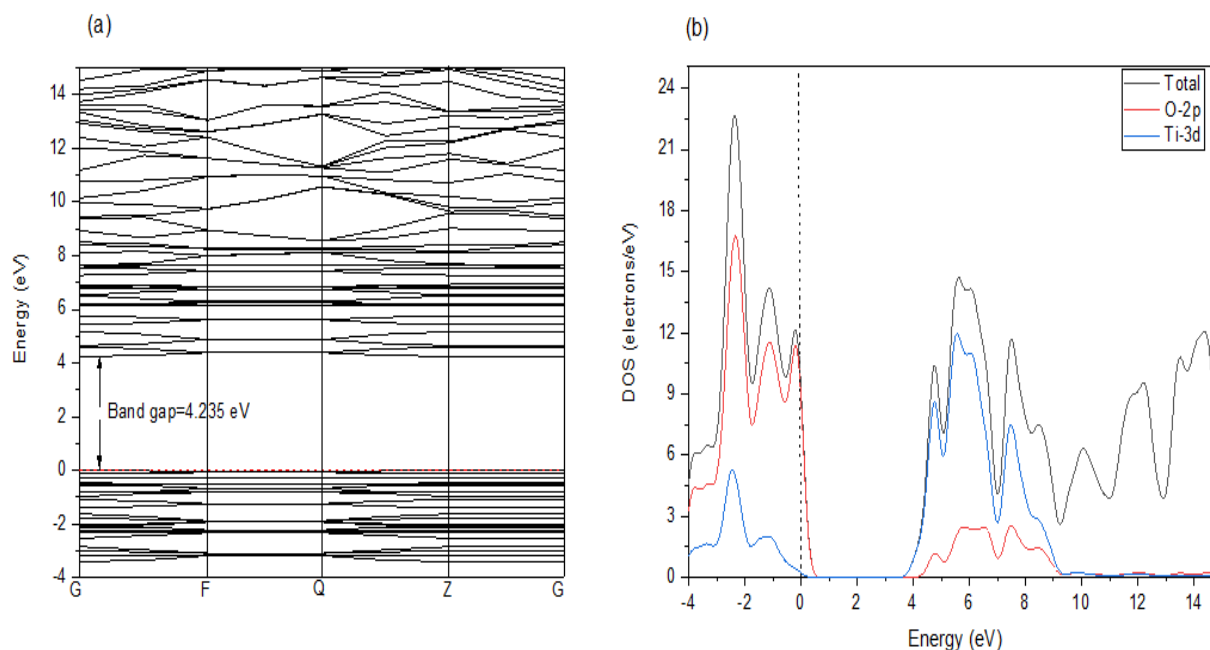 (a)
Energy (eV)
14
12
10
8
6
4
2
0
-2
-4
Band gap=4.235 eV
G F Q Z G
(b)
DOS (electrons/eV)
24
21
18
15
12
9
6
3
0
Total
O-2p
Ti-3d
-4 -2 0 2 4 6 8 10 12 14
Energy (eV)